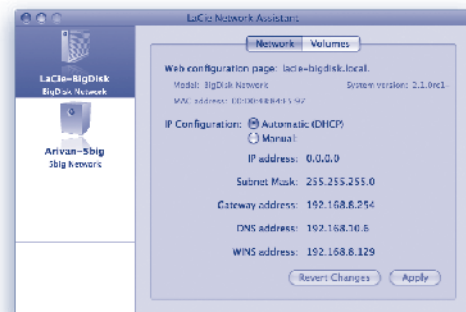 LaCie Network Assistant
Network Volumes
LaCie-BigDisk
BigDisk Network
Arivan-5big
5big Network
Web configuration page: lacie-bigdisk.local.
Model: BigDisk Network System version: 2.1.0rc1-
MAC address:
IP Configuration: Automatic (DHCP)
Manual:
IP address: 0.0.0.0
Subnet Mask: 255.255.255.0
Gateway address: 192.168.8.254
DNS address: 192.168.10.6
WINS address: 192.168.8.129
Revert Changes Apply